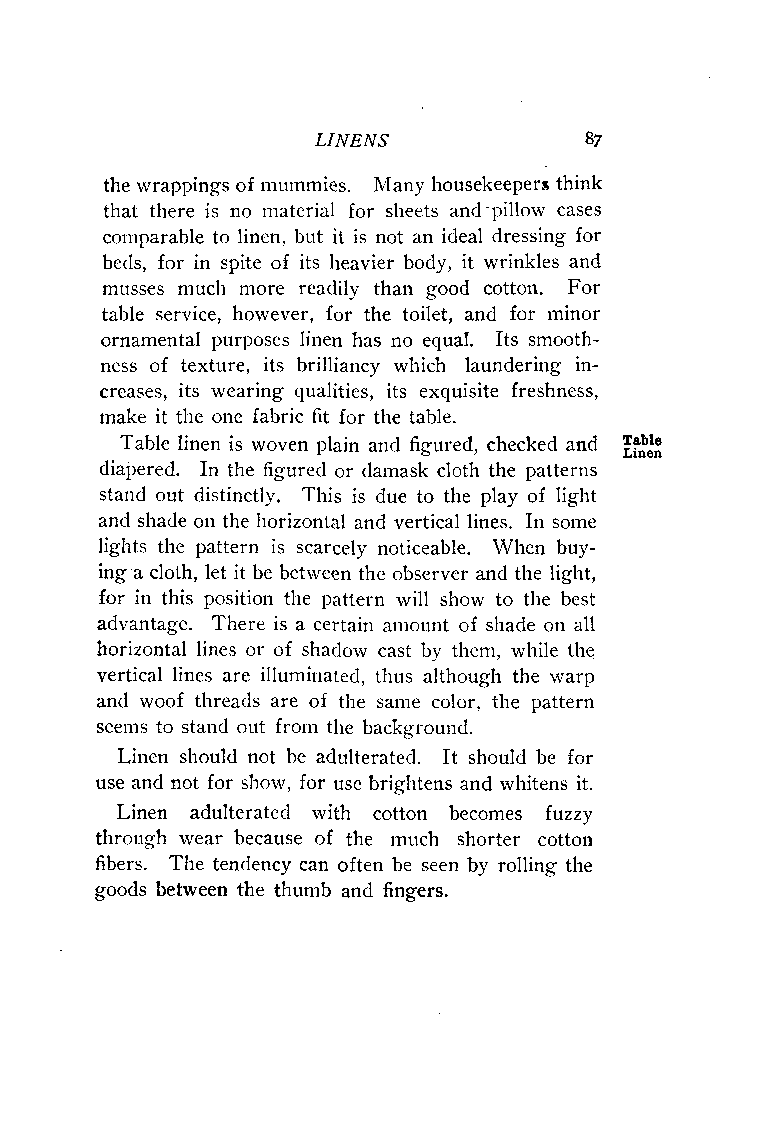 LINENS 87
the wrappings of mummies. Many housekeepers think
that there is no material for sheets and pillow cases
comparable to linen, but it is not an ideal dressing for
beds, for in spite of its heavier body, it wrinkles and
musses much more readily than good cotton. For
table service, however, for the toilet, and for minor
ornamental purposes linen has no equal. Its smooth-
ness of texture, its brilliancy which laundering in-
creases, its wearing qualities, its exquisite freshness,
make it the one fabric fit for the table.
Table linen is woven plain and figured, checked and
Table
Linen
diapered. In the figured or damask cloth the patterns
stand out distinctly. This is due to the play of light
and shade on the horizontal and vertical lines. In some
lights the pattern is scarcely noticeable. When buy-
ing a cloth, let it be between the observer and the light,
for in this position the pattern will show to the best
advantage. There is a certain amount of shade on all
horizontal lines or of shadow cast by them, while the
vertical lines are illuminated, thus although the warp
and woof threads are of the same color, the pattern
seems to stand out from the background.
Linen should not be adulterated. It should be for
use and not for show, for use brightens and whitens it.
Linen adulterated with cotton becomes fuzzy
through wear because of the much shorter cotton
fibers. The tendency can often be seen by rolling the
goods between the thumb and fingers.